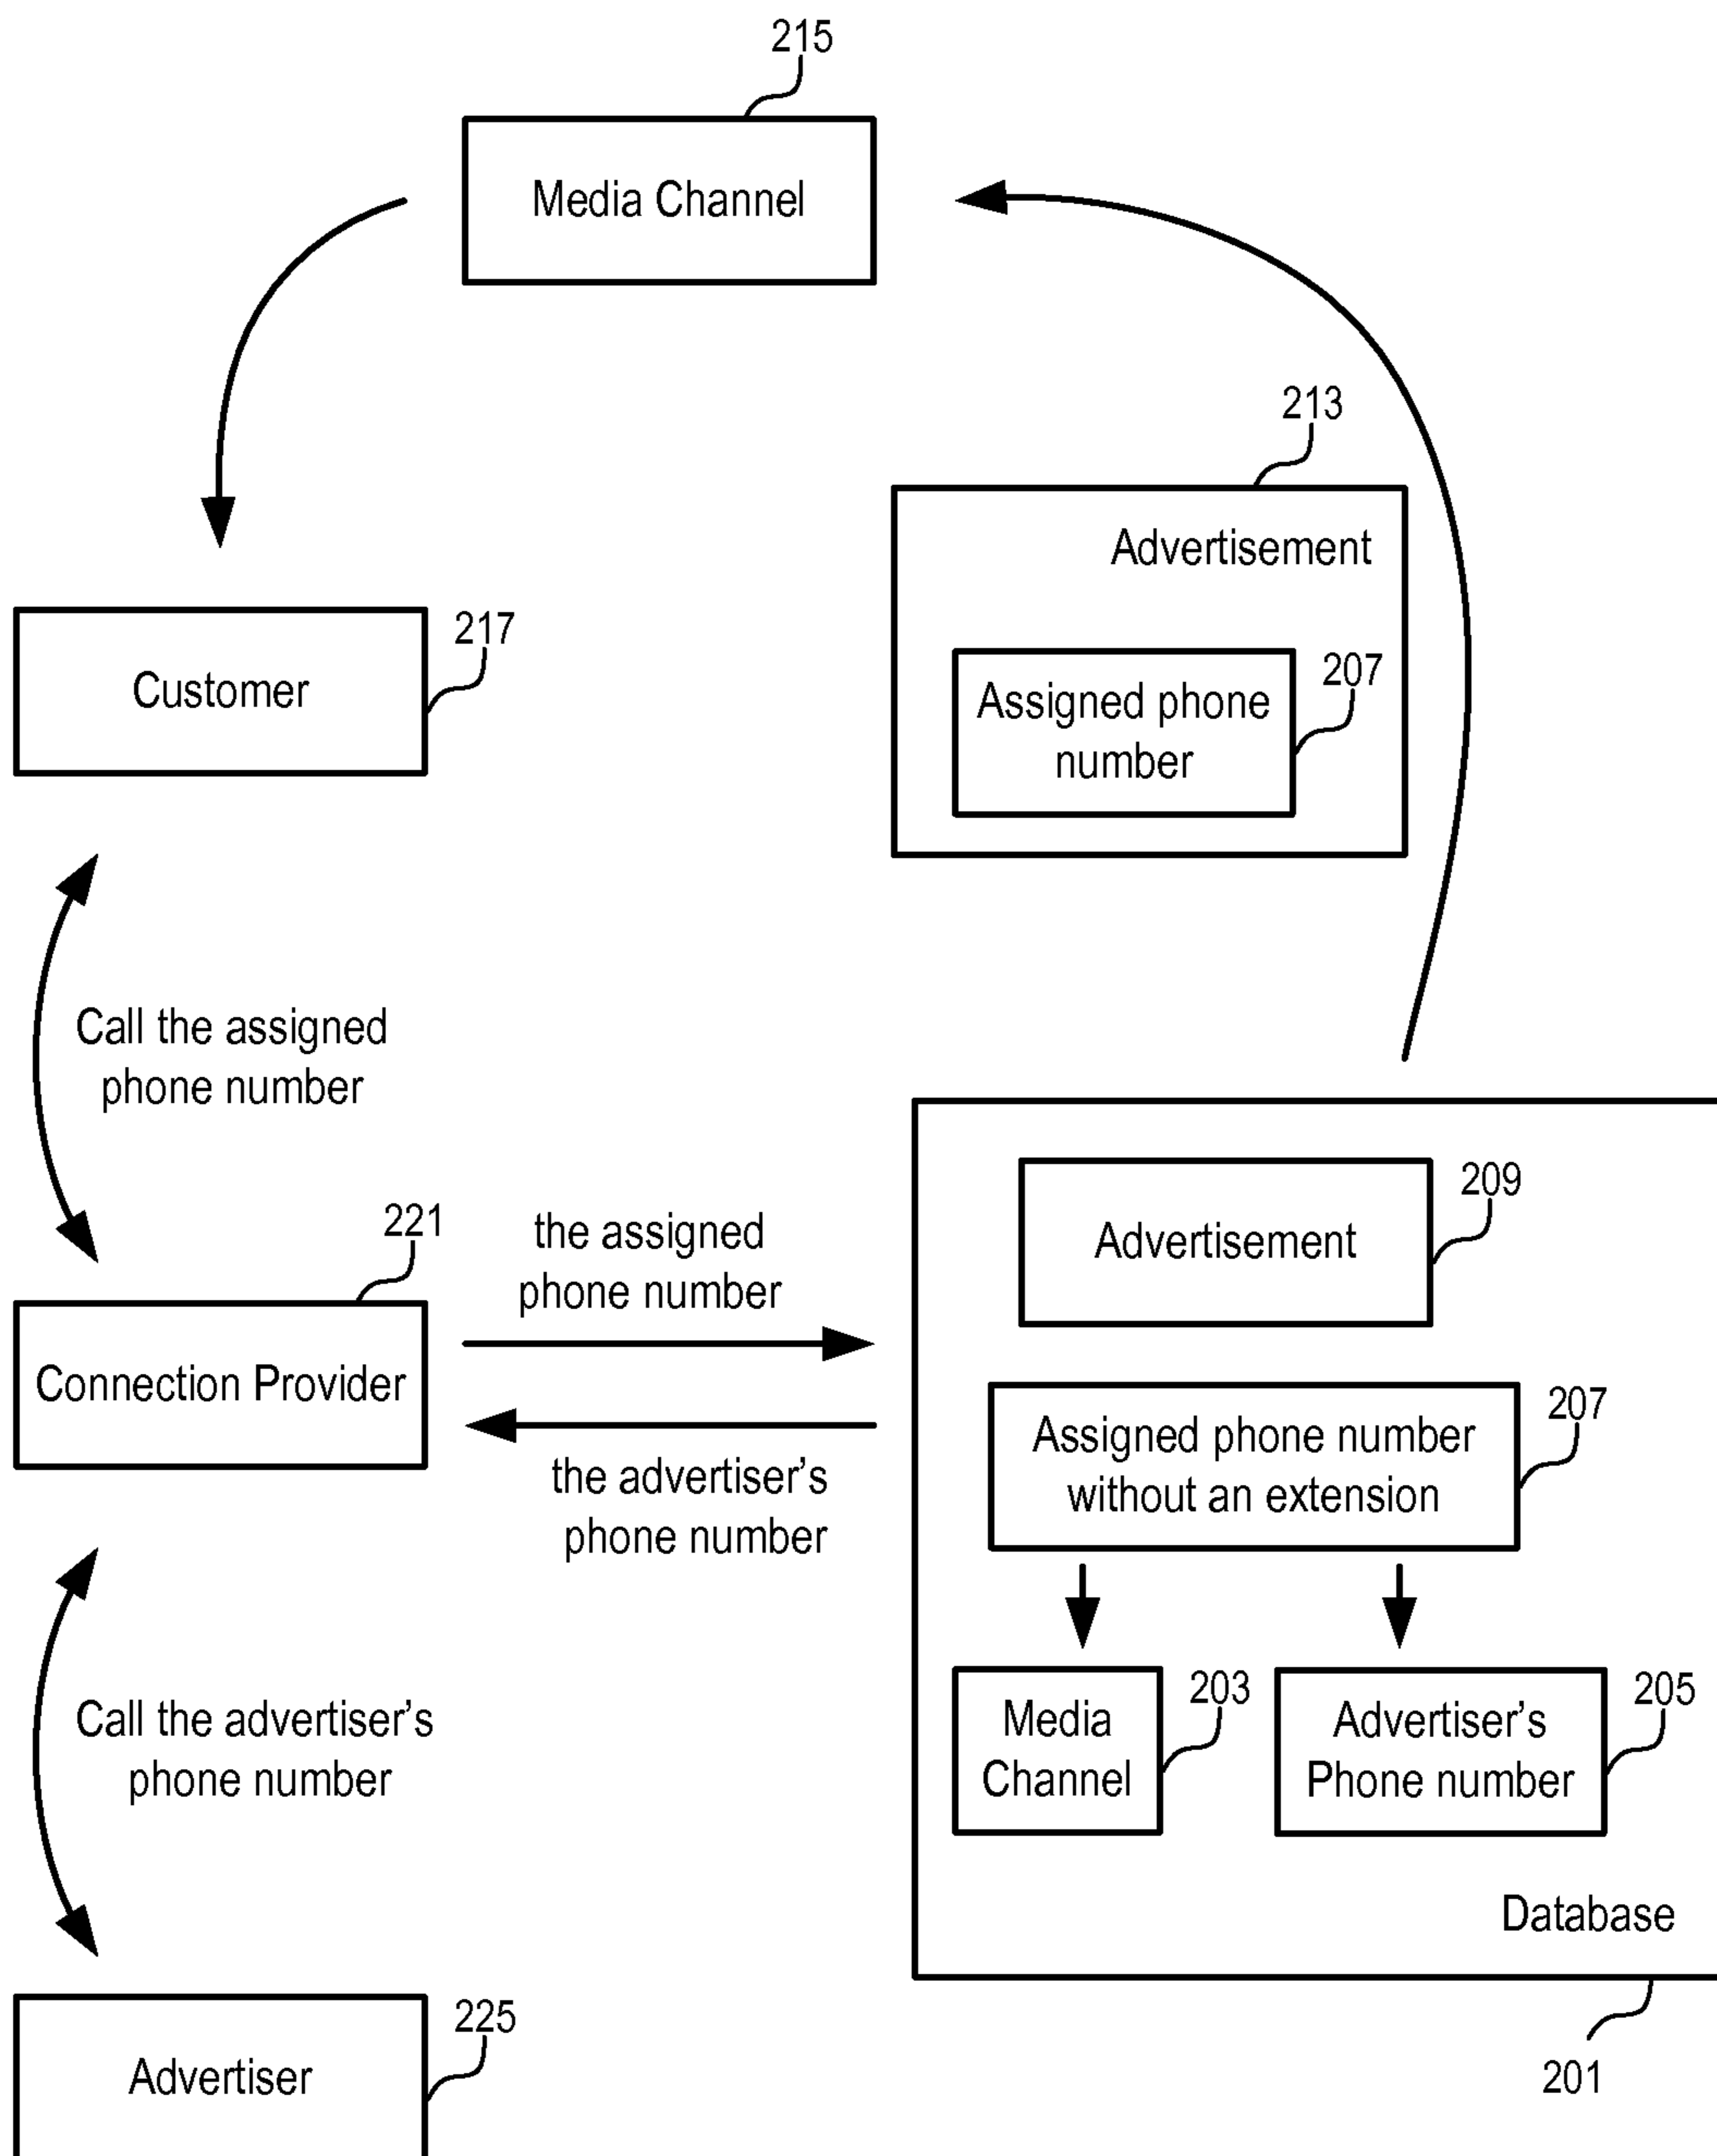 215
Media Channel
213
Advertisement
217
Customer
207
Assigned phone
number
Call the assigned
phone number
209
Advertisement
221
the assigned
phone number
Connection Provider
207
Assigned phone number
without an extension
the advertiser's
phone number
203
Media
Channel
205
Advertiser's
Phone number
Call the advertiser's
phone number
Database
225
Advertiser
201